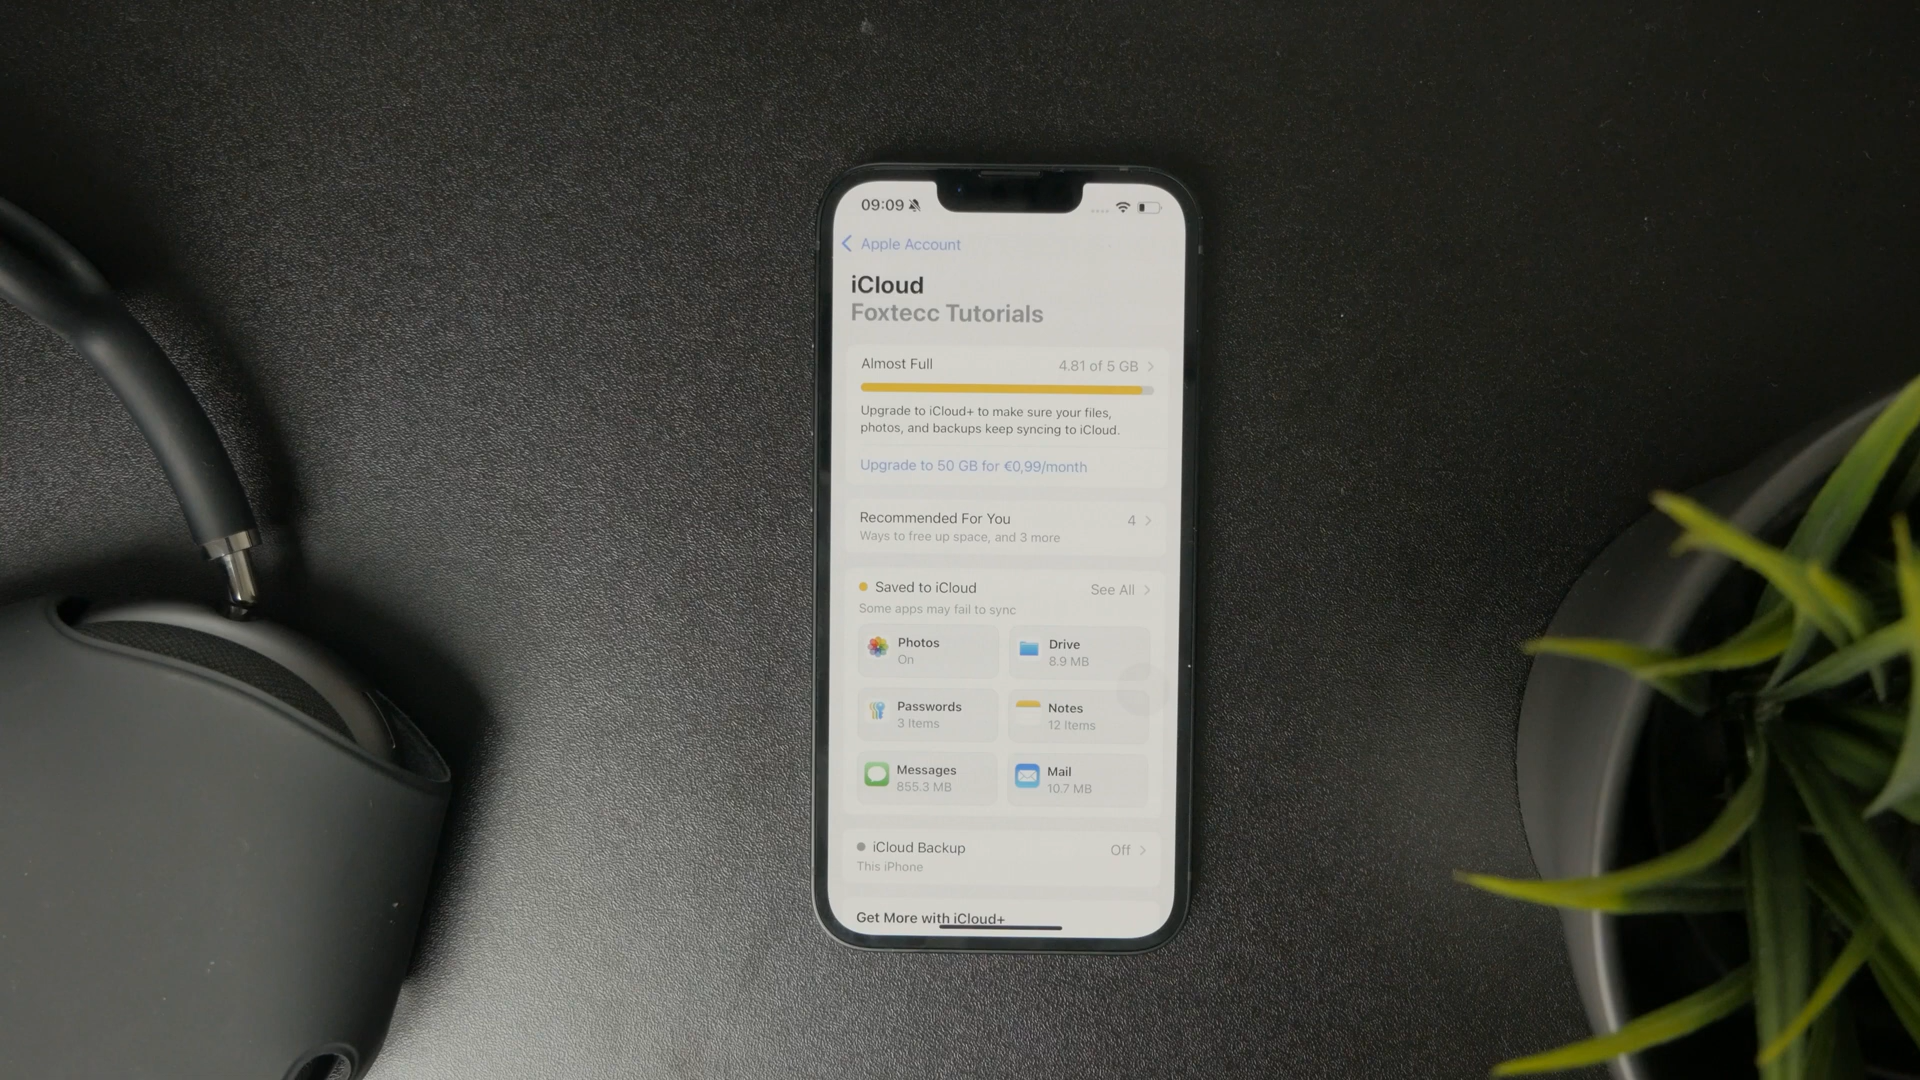 09:09
Apple Account
iCloud
Foxtecc Tutorials
Almost Full 4.81 of 5 GB
Upgrade to iCloud+ to make sure your files,
photos, and backups keep syncing to iCloud.
Upgrade to 50 GB for €0,99/month
Recommended For You 4
Ways to free up space, and 3 more
Saved to iCloud See All
Some apps may fail to sync
Photos Drive
On 8.9 MB
Passwords Notes
3 Items 12 Items
Messages Mail
855.3 MB 10.7 MB
iCloud Backup Off
This iPhone
Get More with iCloud+